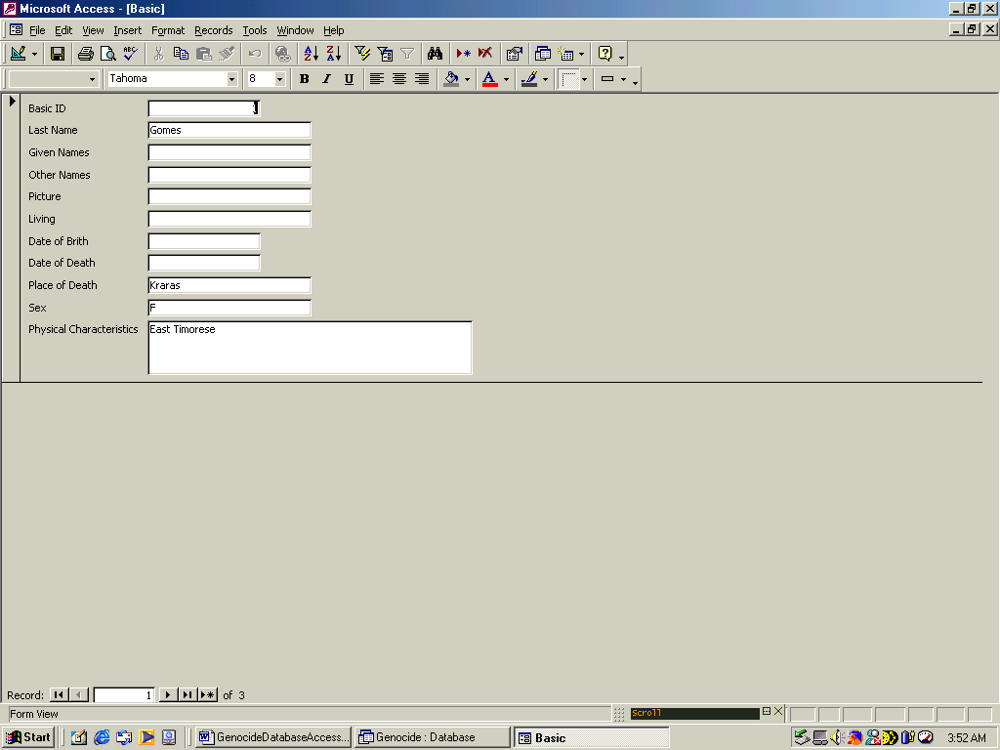 Microsoft Access - [Basic]
File Edit View Insert Format Records Tools Window Help
Tahoma 8 B I U
Basic ID
Last Name Gomes
Given Names
Other Names
Picture
Living
Date of Brith
Date of Death
Place of Death Kraras
Sex F
Physical Characteristics East Timorese
Record: 1 of 3
Form View Scroll
Start GenocideDatabaseAccess... Genocide : Database Basic 3:52 AM